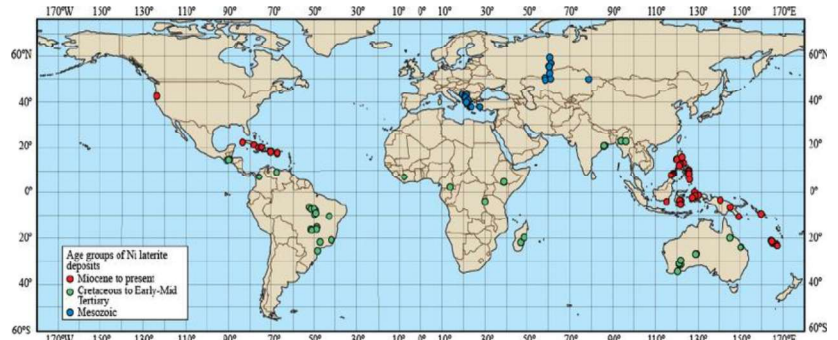 170°W 150° 130° 110° 90° 70° 50° 30° 10° 0° 10° 30° 50° 70° 90° 110° 130° 150° 170°E
60°N 60°N
40° 40°
20° 20°
0° 0°
20° 20°
40° 40°
60°S 60°S
Age groups of Ni laterite
deposits
Miocene to present
Cretaceous to Early-Mid
Tertiary
Mesozoic
170°W 150° 130° 110° 90° 70° 50° 30° 10° 0° 10° 30° 50° 70° 90° 110° 130° 150° 170°E